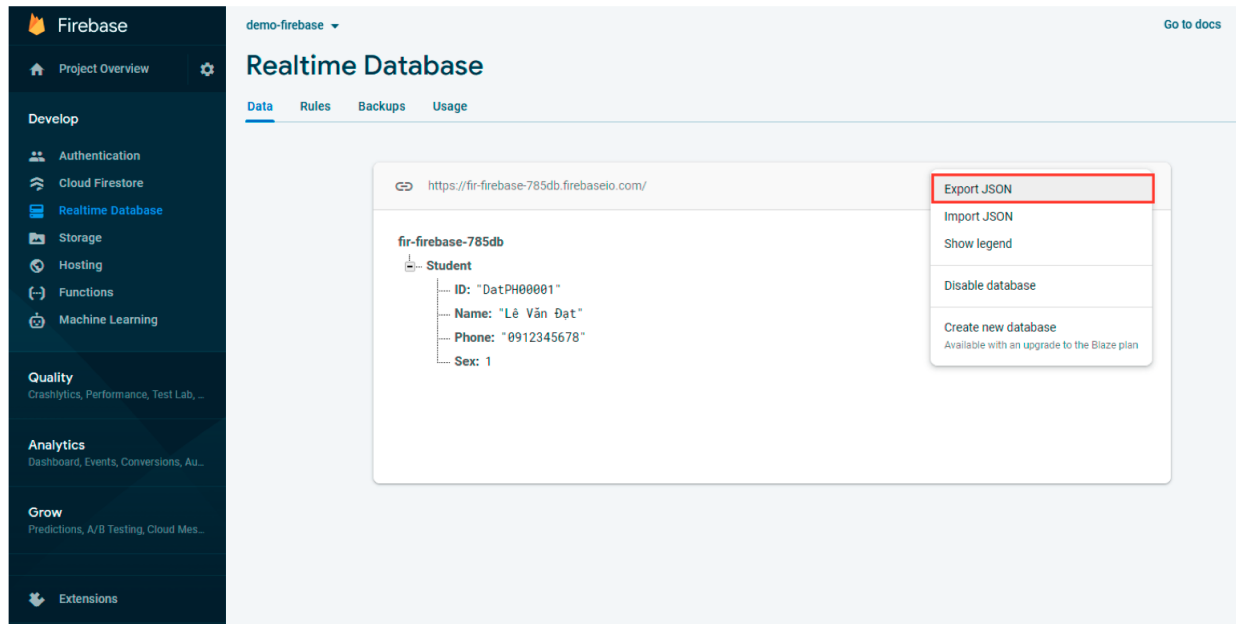 Firebase
Project Overview
Develop
Authentication
Cloud Firestore
Realtime Database
Storage
Hosting
Functions
Machine Learning
Quality
Crashlytics, Performance, Test Lab, ...
Analytics
Dashboard, Events, Conversions, Au...
Grow
Predictions, A/B Testing, Cloud Mes...
Extensions
demo-firebase
Go to docs
Realtime Database
Data Rules Backups Usage
https://fir-firebase-785db.firebaseio.com/
fir-firebase-785db
Student
ID: "DatPH00001"
Name: "Lê Văn Đạt"
Phone: "0912345678"
Sex: 1
Export JSON
Import JSON
Show legend
Disable database
Create new database
Available with an upgrade to the Blaze plan